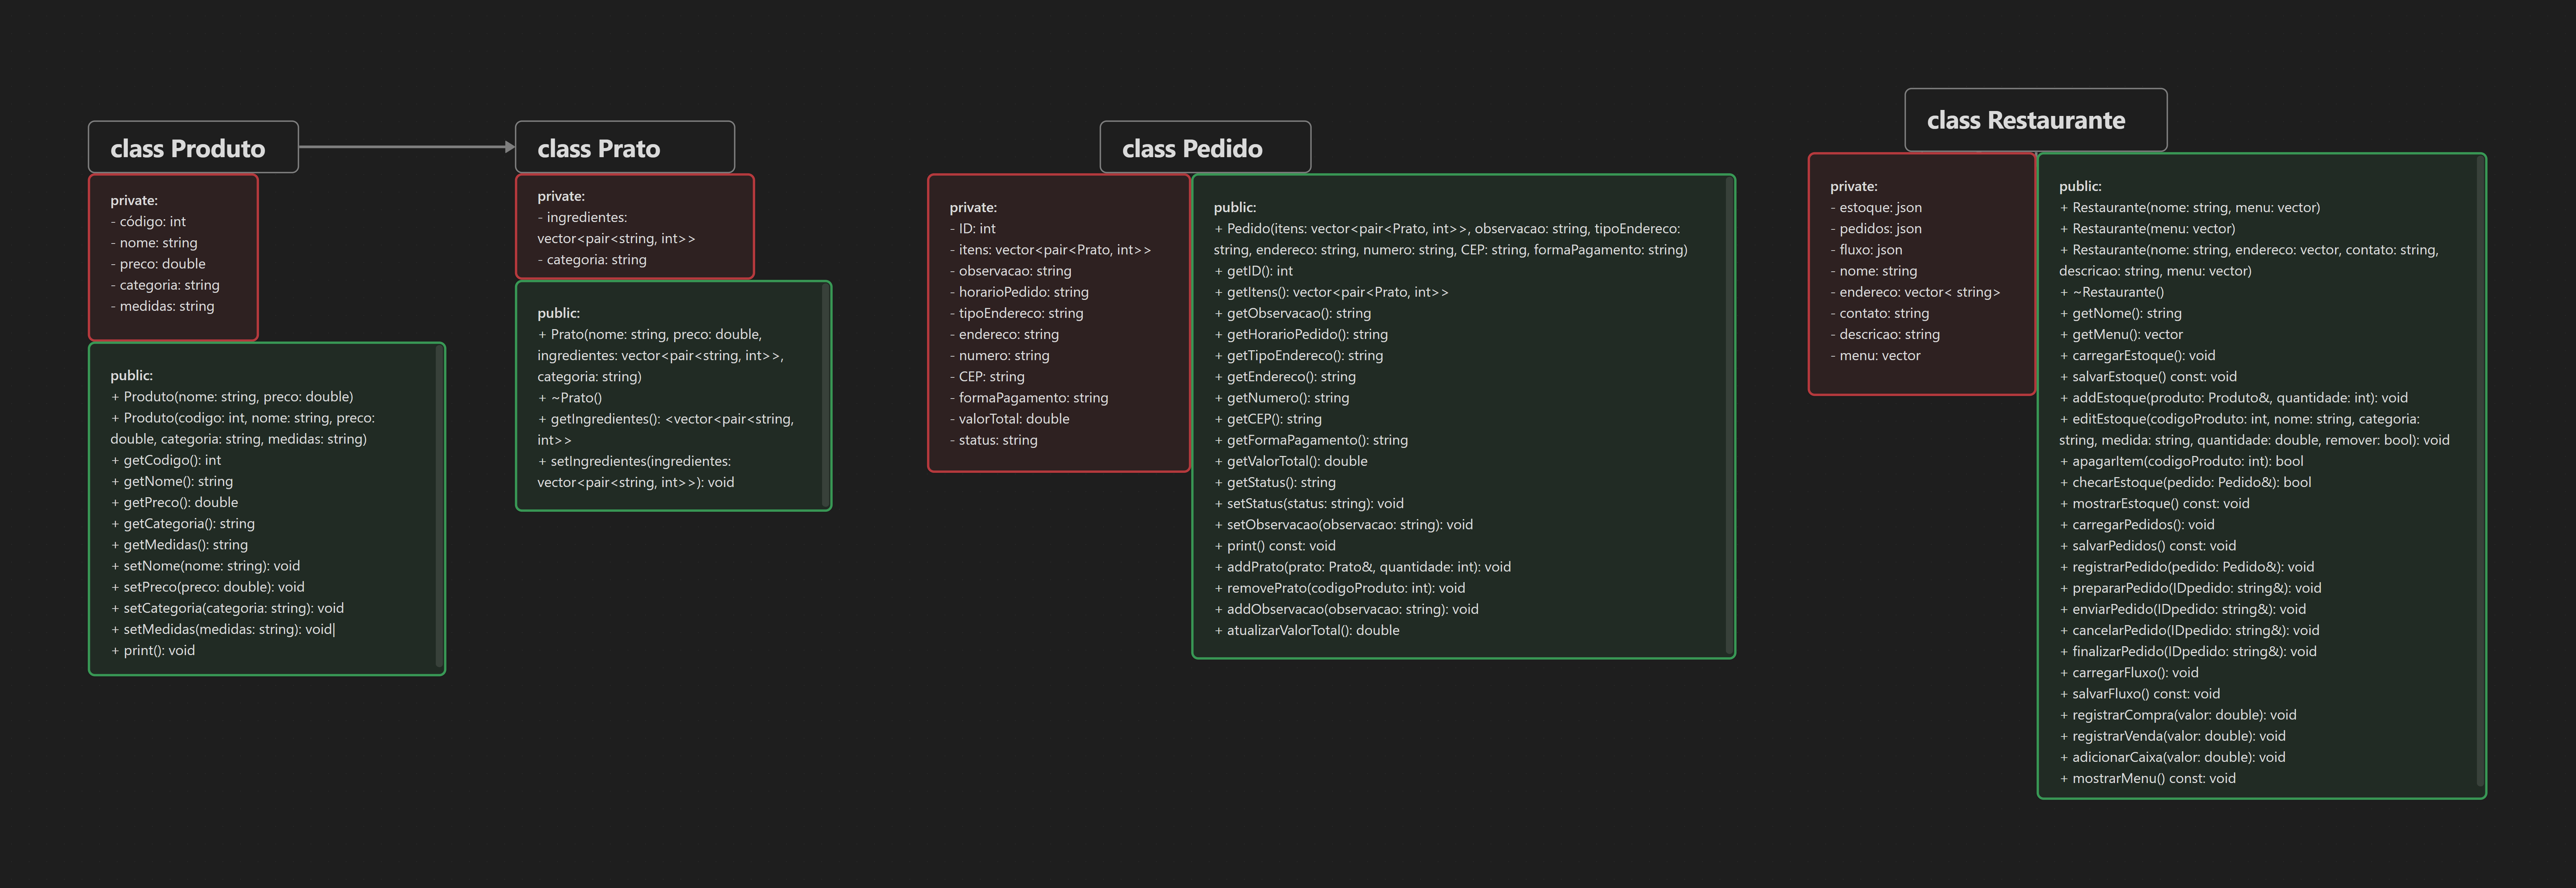 class Produto
private:
- código: int
- nome: string
- preco: double
- categoria: string
- medidas: string
public:
+ Produto(nome: string, preco: double)
+ Produto(codigo: int, nome: string, preco:
double, categoria: string, medidas: string)
+ getCodigo(): int
+ getNome(): string
+ getPreco(): double
+ getCategoria(): string
+ getMedidas(): string
+ setNome(nome: string): void
+ setPreco(preco: double): void
+ setCategoria(categoria: string): void
+ setMedidas(medidas: string): void|
+ print(): void
class Prato
private:
- ingredientes:
vector<pair<string, int>>
- categoria: string
public:
+ Prato(nome: string, preco: double,
ingredientes: vector<pair<string, int>>,
categoria: string)
+ ~Prato()
+ getIngredientes(): <vector<pair<string,
int>>
+ setIngredientes(ingredientes:
vector<pair<string, int>>): void
class Pedido
private:
- ID: int
- itens: vector<pair<Prato, int>>
- observacao: string
- horarioPedido: string
- tipoEndereco: string
- endereco: string
- numero: string
- CEP: string
- formaPagamento: string
- valorTotal: double
- status: string
public:
+ Pedido(itens: vector<pair<Prato, int>>, observacao: string, tipoEndereco:
string, endereco: string, numero: string, CEP: string, formaPagamento: string)
+ getID(): int
+ getItens(): vector<pair<Prato, int>>
+ getObservacao(): string
+ getHorarioPedido(): string
+ getTipoEndereco(): string
+ getEndereco(): string
+ getNumero(): string
+ getCEP(): string
+ getFormaPagamento(): string
+ getValorTotal(): double
+ getStatus(): string
+ setStatus(status: string): void
+ setObservacao(observacao: string): void
+ print() const: void
+ addPrato(prato: Prato&, quantidade: int): void
+ removePrato(codigoProduto: int): void
+ addObservacao(observacao: string): void
+ atualizarValorTotal(): double
class Restaurante
private:
- estoque: json
- pedidos: json
- fluxo: json
- nome: string
- endereco: vector< string>
- contato: string
- descricao: string
- menu: vector
public:
+ Restaurante(nome: string, menu: vector)
+ Restaurante(menu: vector)
+ Restaurante(nome: string, endereco: vector, contato: string,
descricao: string, menu: vector)
+ ~Restaurante()
+ getNome(): string
+ getMenu(): vector
+ carregarEstoque(): void
+ salvarEstoque() const: void
+ addEstoque(produto: Produto&, quantidade: int): void
+ editEstoque(codigoProduto: int, nome: string, categoria:
string, medida: string, quantidade: double, remover: bool): void
+ apagarItem(codigoProduto: int): bool
+ checarEstoque(pedido: Pedido&): bool
+ mostrarEstoque() const: void
+ carregarPedidos(): void
+ salvarPedidos() const: void
+ registrarPedido(pedido: Pedido&): void
+ prepararPedido(IDpedido: string&): void
+ enviarPedido(IDpedido: string&): void
+ cancelarPedido(IDpedido: string&): void
+ finalizarPedido(IDpedido: string&): void
+ carregarFluxo(): void
+ salvarFluxo() const: void
+ registrarCompra(valor: double): void
+ registrarVenda(valor: double): void
+ adicionarCaixa(valor: double): void
+ mostrarMenu() const: void